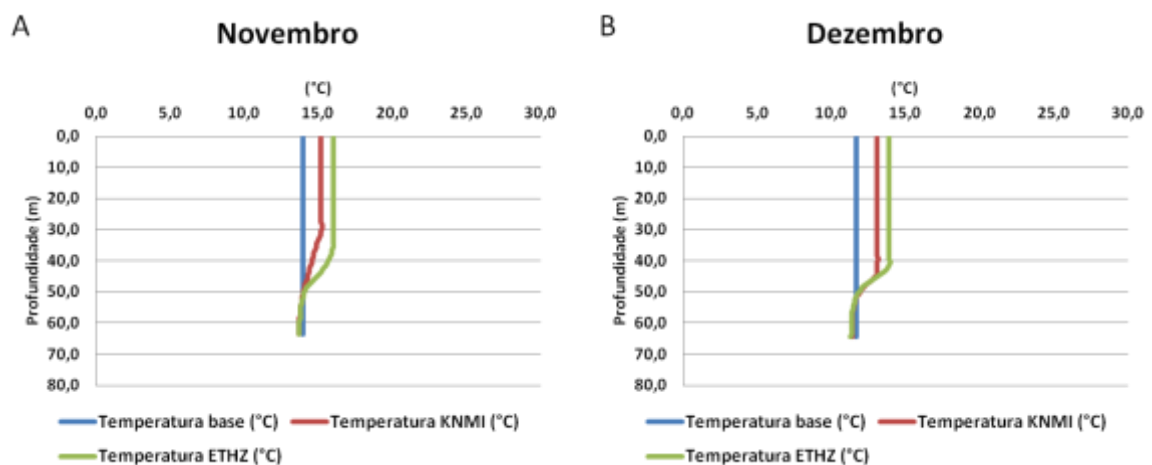 A
Novembro
(°C)
0,0 5,0 10,0 15,0 20,0 25,0 30,0
0,0
10,0
20,0
30,0
40,0
50,0
60,0
70,0
80,0
Profundidade (m)
Temperatura base (°C) Temperatura KNMI (°C)
Temperatura ETHZ (°C)
B
Dezembro
(°C)
0,0 5,0 10,0 15,0 20,0 25,0 30,0
0,0
10,0
20,0
30,0
40,0
50,0
60,0
70,0
80,0
Profundidade (m)
Temperatura base (°C) Temperatura KNMI (°C)
Temperatura ETHZ (°C)